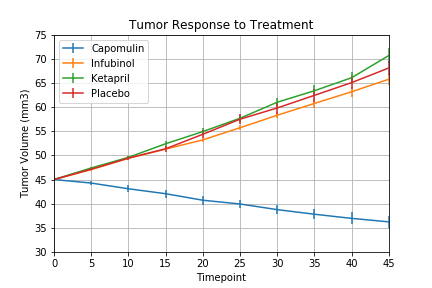 Tumor Response to Treatment
Capomulin
Infubinol
Ketapril
Placebo
Tumor Volume (mm3)
75
70
65
60
55
50
45
40
35
30
0 5 10 15 20 25 30 35 40 45
Timepoint